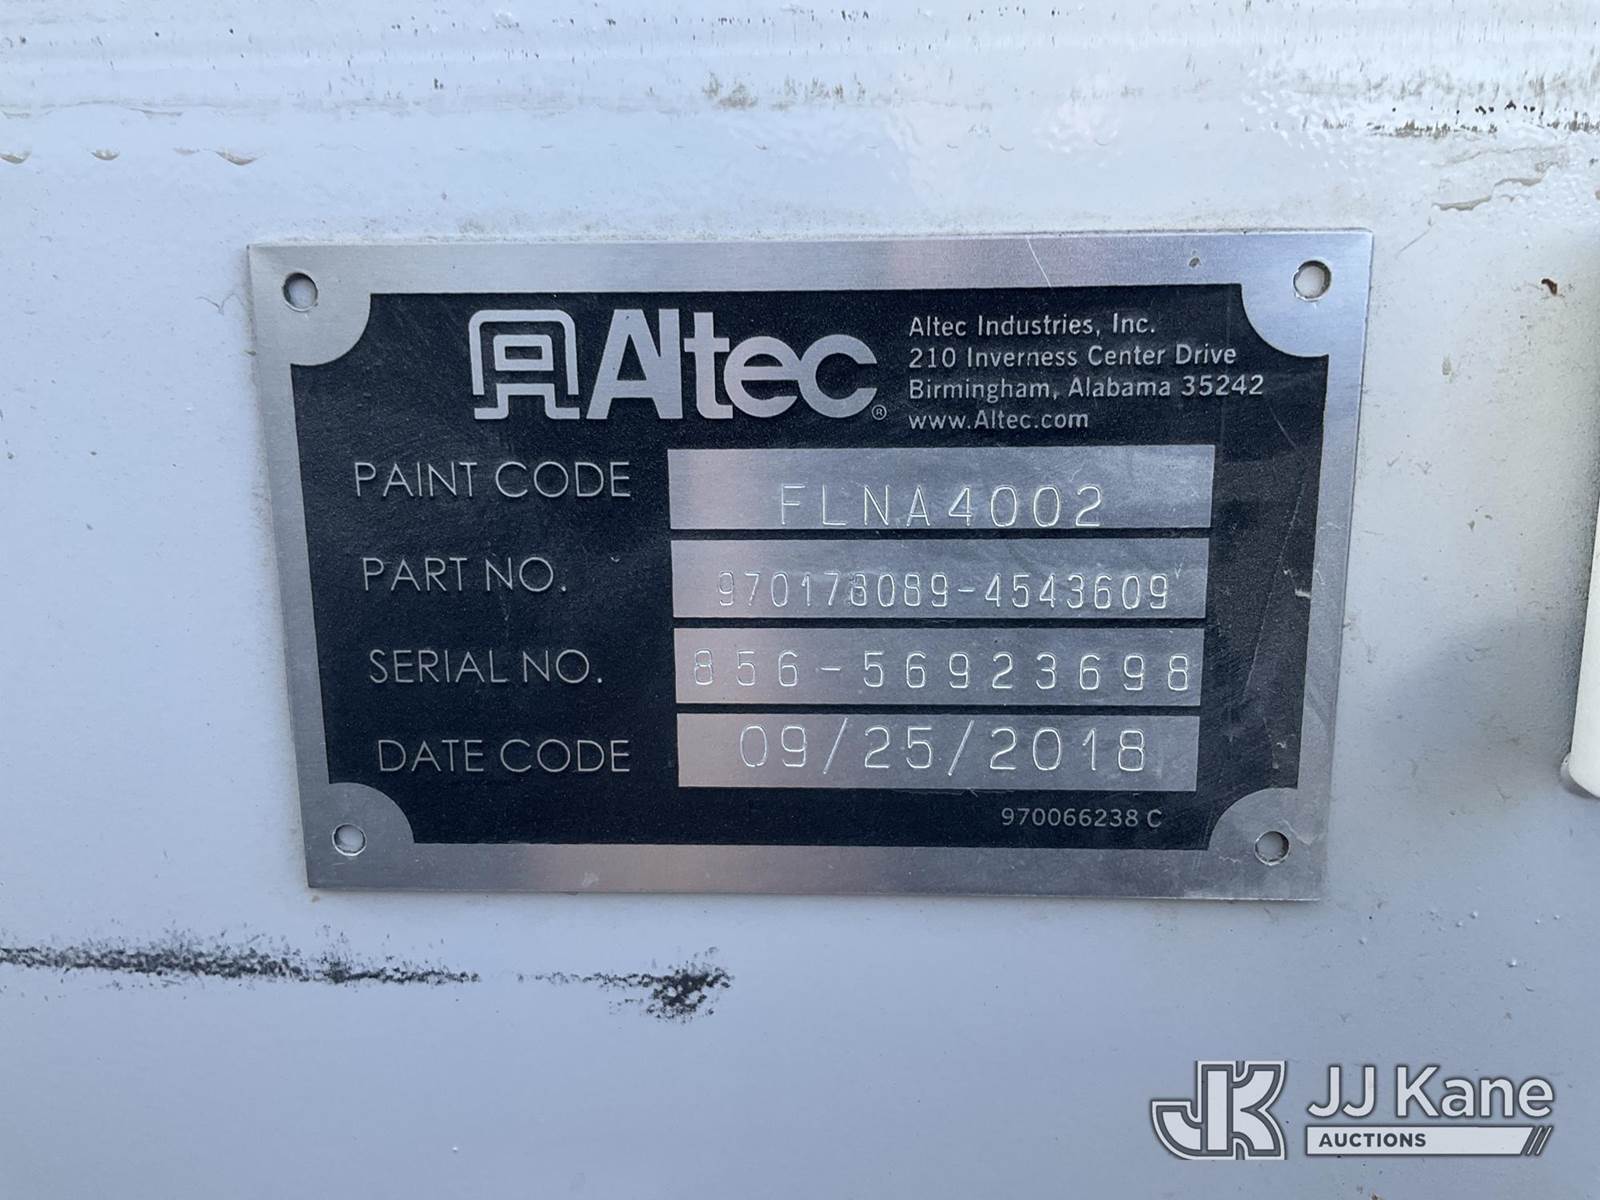 Altec®
Altec Industries, Inc.
210 Inverness Center Drive
Birmingham, Alabama 35242
www.Altec.com
PAINT CODE FLNA4002
PART NO. 970178089-4543609
SERIAL NO. 856-56923698
DATE CODE 09/25/2018
970066238 C
JK JJ Kane
AUCTIONS